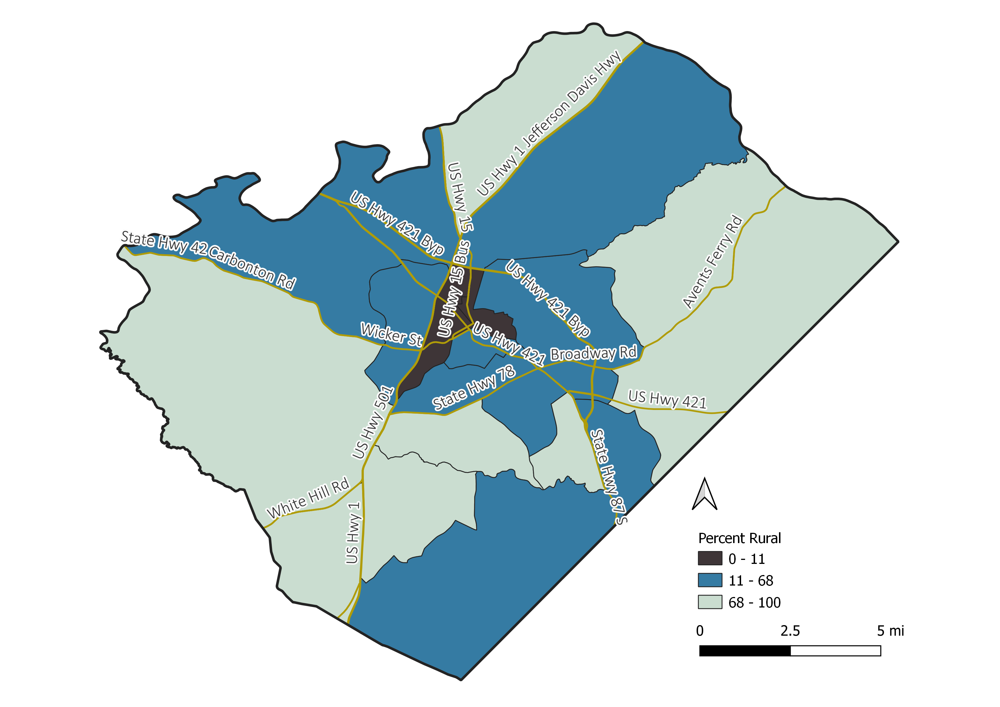 US Hwy 1 Jefferson Davis Hwy
US Hwy 15
US Hwy 421 Byp
State Hwy 42
Carbonton Rd
US Hwy 15 Bus
US Hwy 421 Byp
Avents Ferry Rd
Wicker St
US Hwy 421
Broadway Rd
State Hwy 78
US Hwy 501
US Hwy 421
State Hwy 87 S
White Hill Rd
US Hwy 1
Percent Rural
0 - 11
11 - 68
68 - 100
0 2.5 5 mi